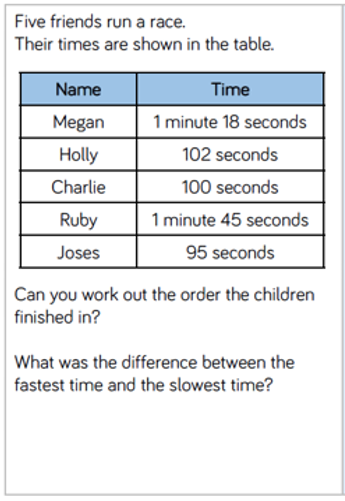 Five friends run a race.
Their times are shown in the table.
Name Time
Megan 1 minute 18 seconds
Holly 102 seconds
Charlie 100 seconds
Ruby 1 minute 45 seconds
Joses 95 seconds
Can you work out the order the children
finished in?
What was the difference between the
fastest time and the slowest time?